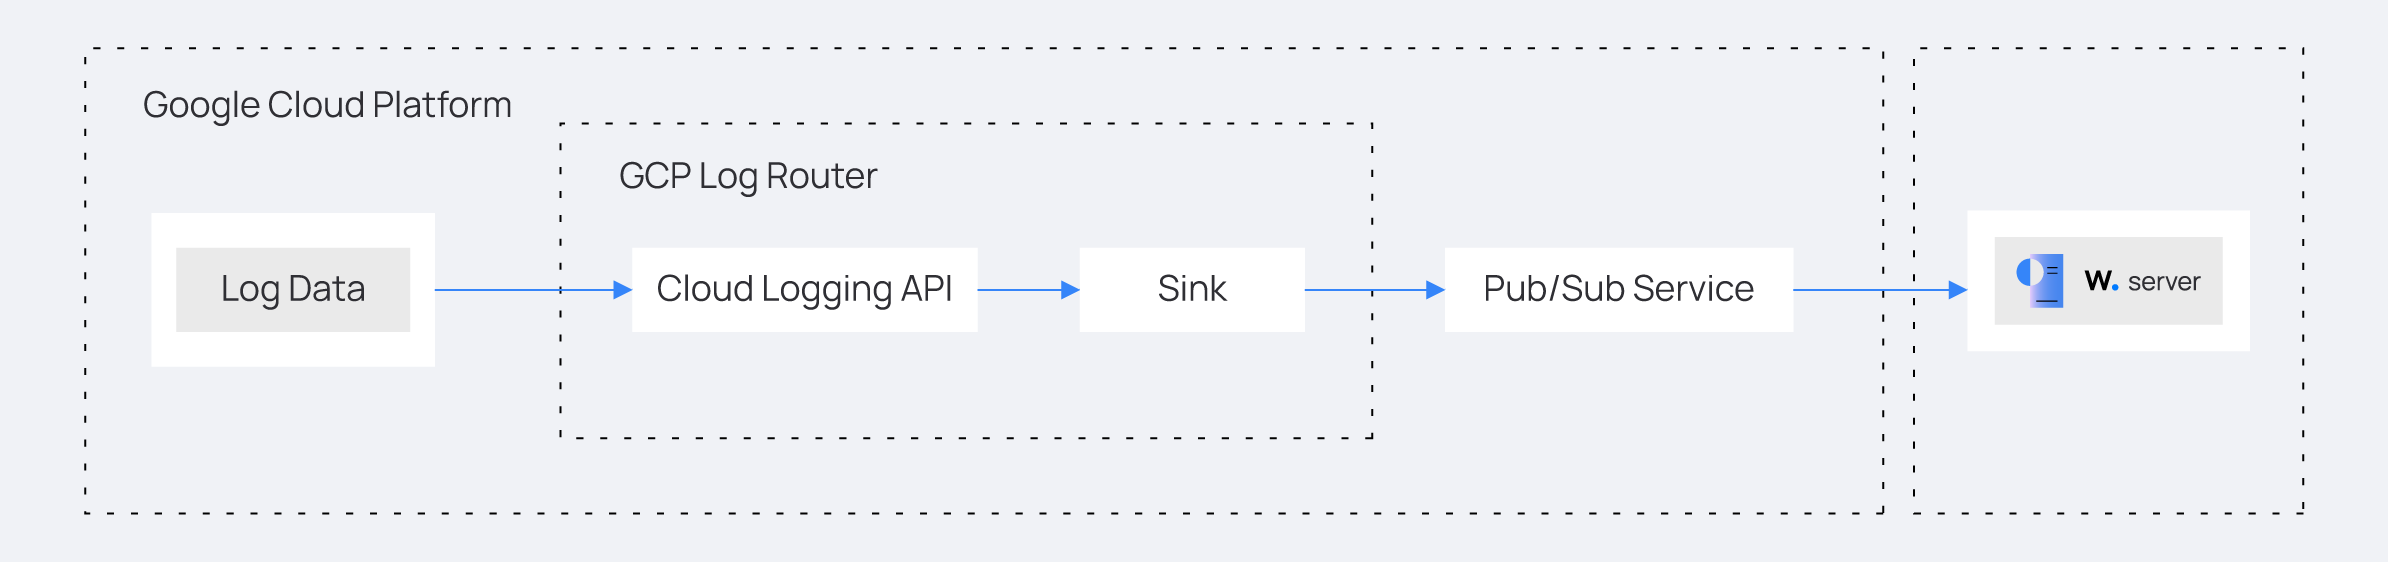 Google Cloud Platform
GCP Log Router
Log Data
Cloud Logging API
Sink
Pub/Sub Service
W. server